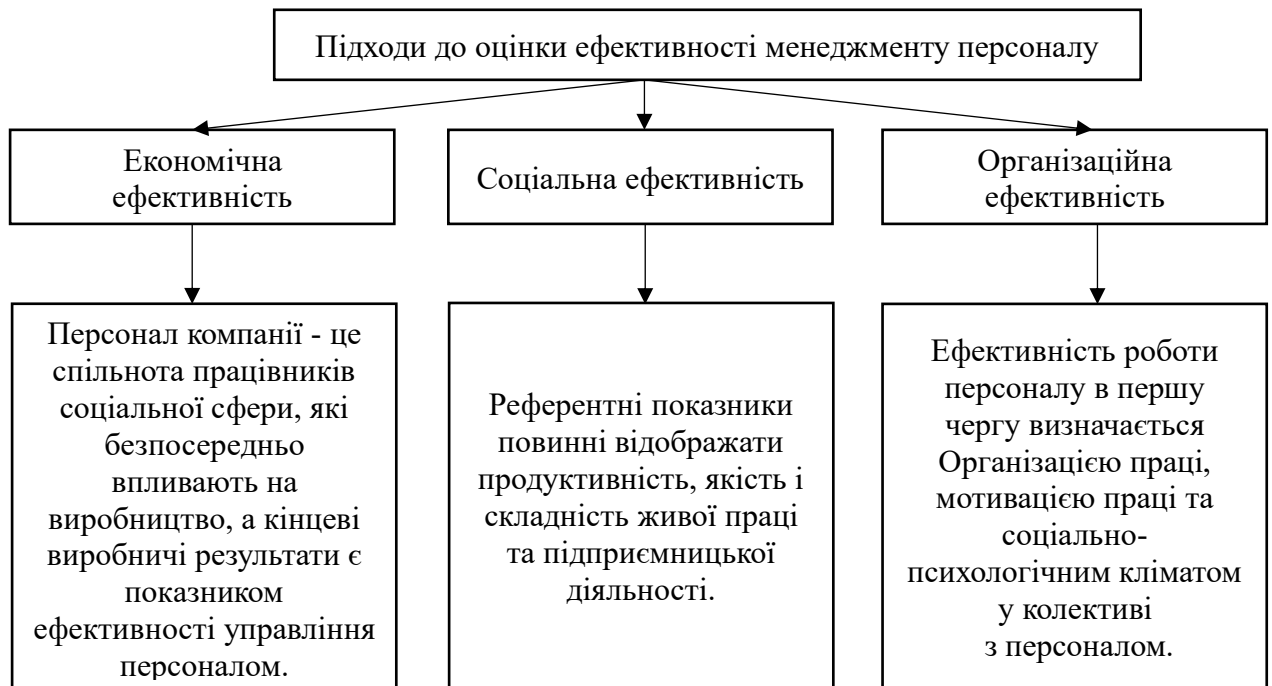 Підходи до оцінки ефективності менеджменту персоналу
Економічна
ефективність
Соціальна ефективність
Організаційна
ефективність
Персонал компанії - це
спільнота працівників
соціальної сфери, які
безпосередньо
впливають на
виробництво, а кінцеві
виробничі результати є
показником
ефективності управління
персоналом.
Референтні показники
повинні відображати
продуктивність, якість і
складність живої праці
та підприємницької
діяльності.
Ефективність роботи
персоналу в першу
чергу визначається
Організацією праці,
мотивацією праці та
соціально-
психологічним кліматом
у колективі
з персоналом.